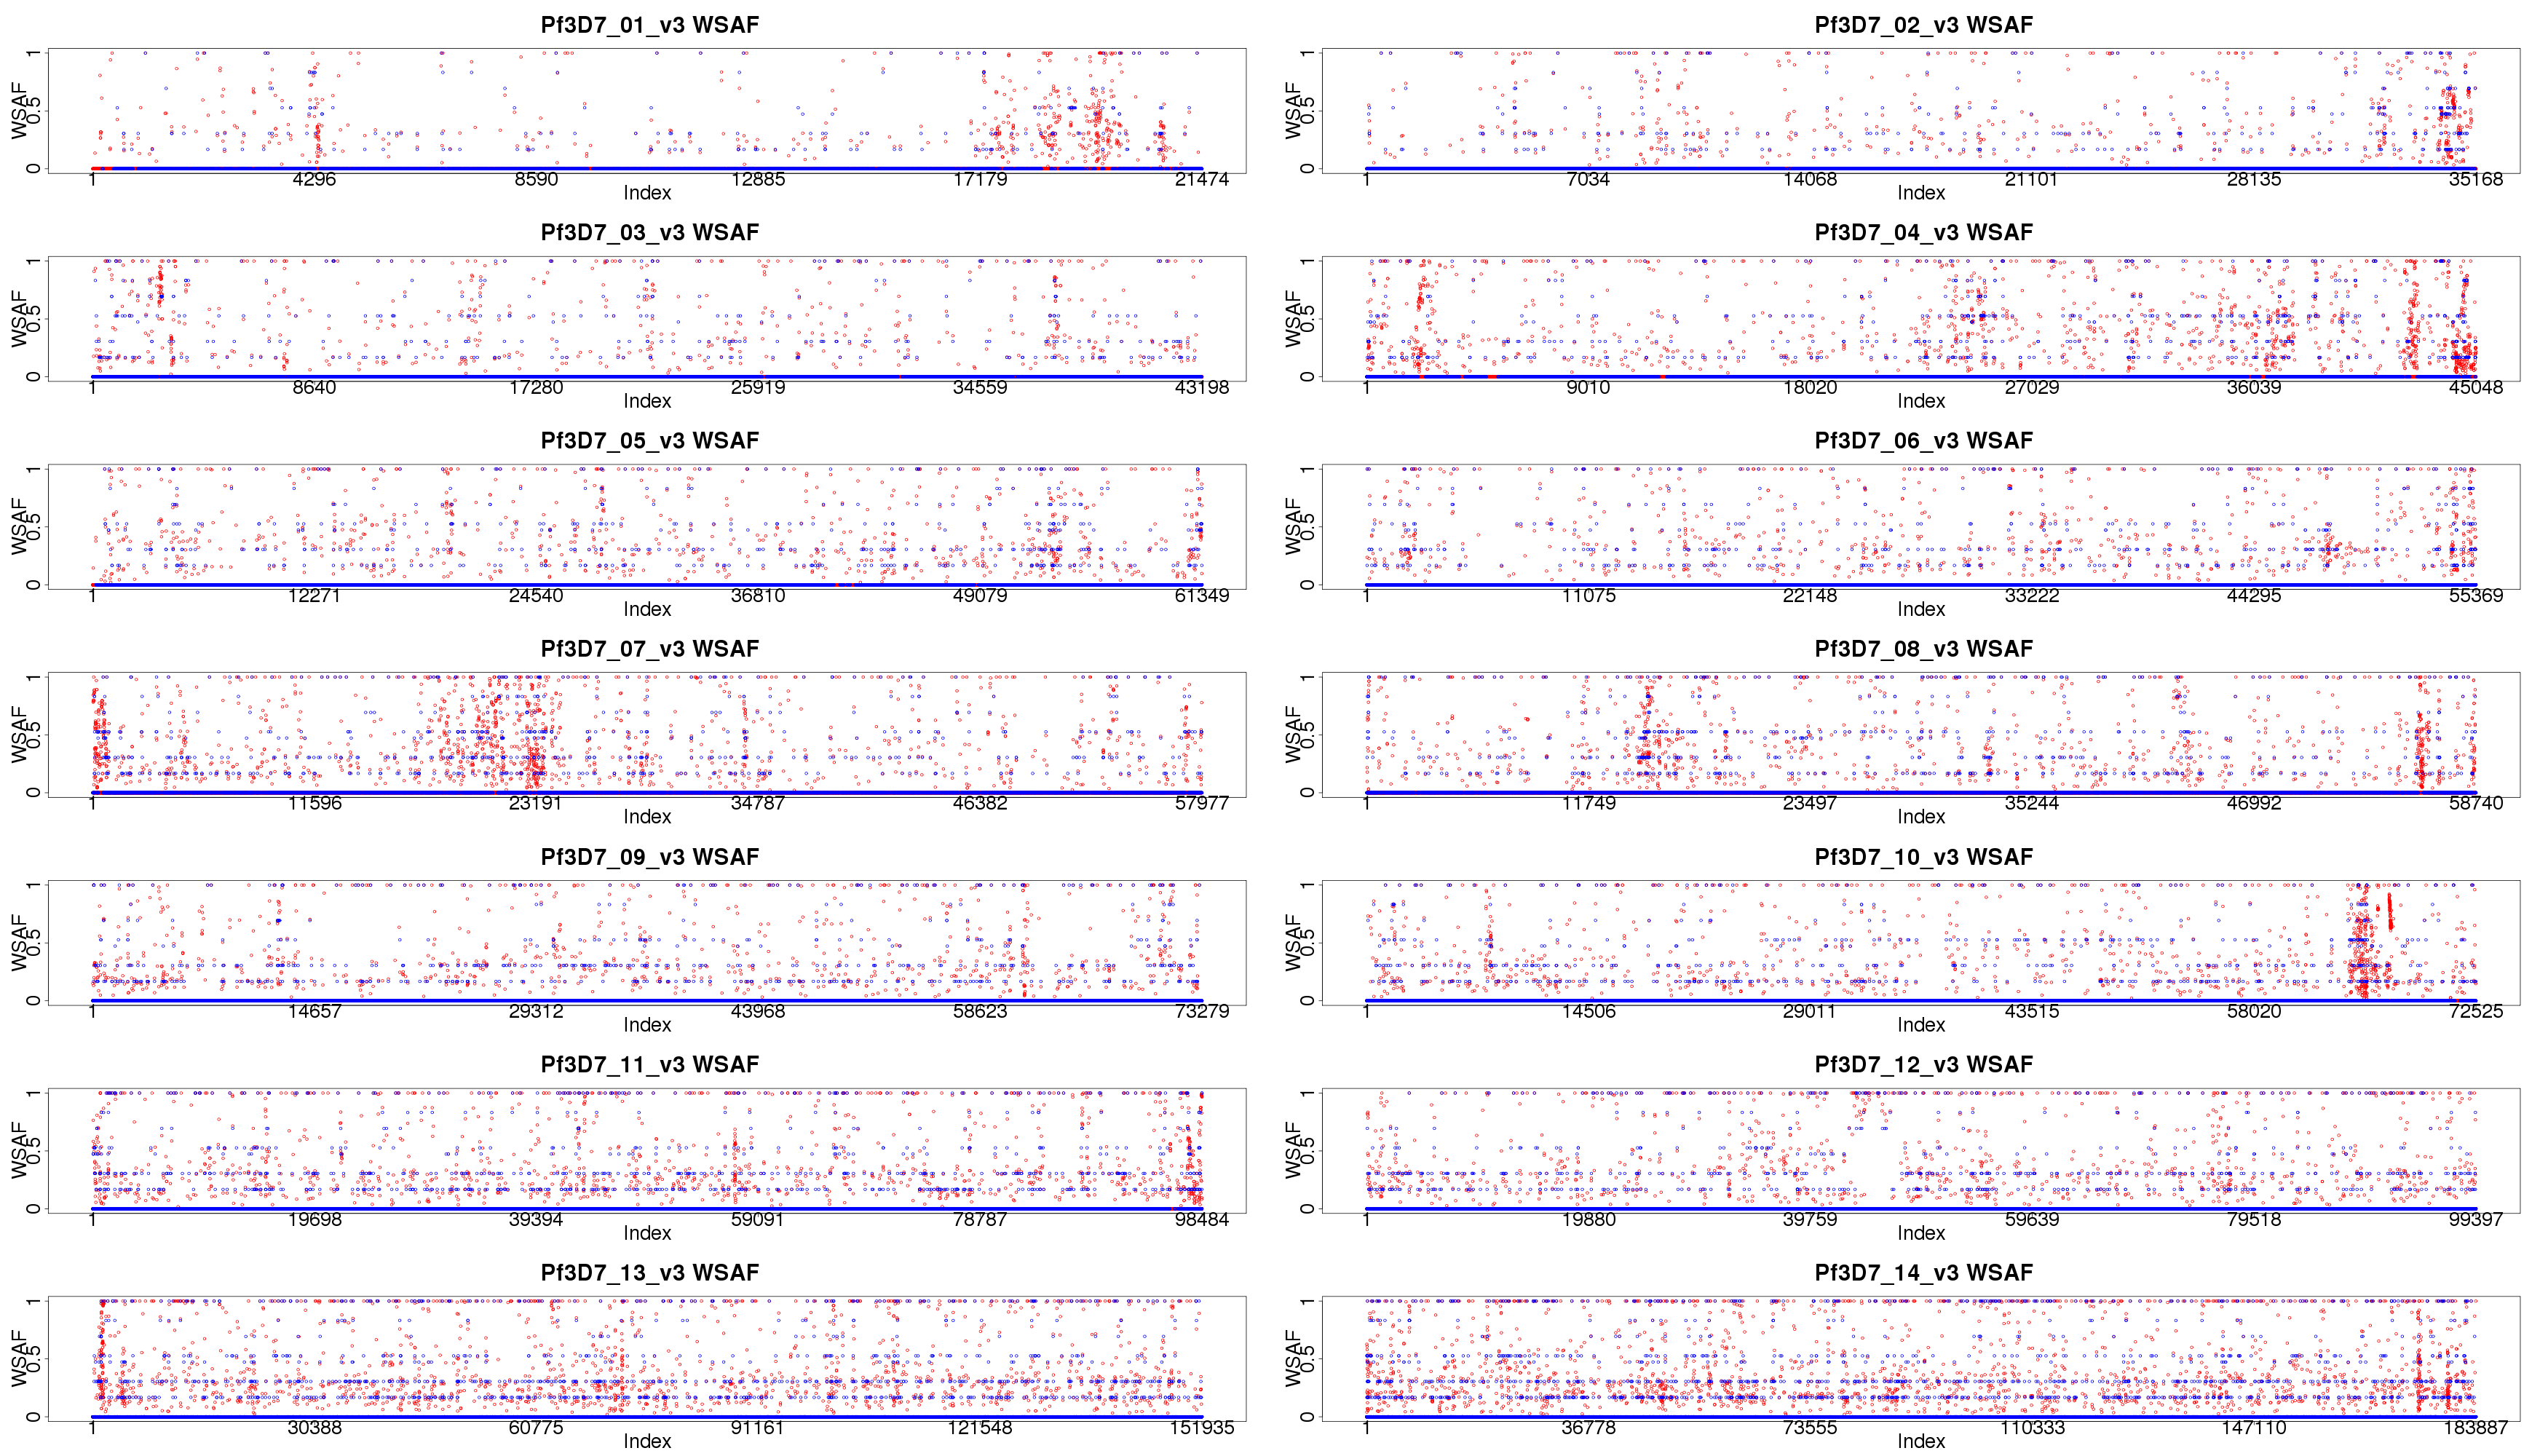 Pf3D7_01_v3 WSAF
WSAF
0 0.5 1
1 4296 8590 12885 17179 21474
Index
Pf3D7_02_v3 WSAF
WSAF
0 0.5 1
1 7034 14068 21101 28135 35168
Index
Pf3D7_03_v3 WSAF
WSAF
0 0.5 1
1 8640 17280 25919 34559 43198
Index
Pf3D7_04_v3 WSAF
WSAF
0 0.5 1
1 9010 18020 27029 36039 45048
Index
Pf3D7_05_v3 WSAF
WSAF
0 0.5 1
1 12271 24540 36810 49079 61349
Index
Pf3D7_06_v3 WSAF
WSAF
0 0.5 1
1 11075 22148 33222 44295 55369
Index
Pf3D7_07_v3 WSAF
WSAF
0 0.5 1
1 11596 23191 34787 46382 57977
Index
Pf3D7_08_v3 WSAF
WSAF
0 0.5 1
1 11749 23497 35244 46992 58740
Index
Pf3D7_09_v3 WSAF
WSAF
0 0.5 1
1 14657 29312 43968 58623 73279
Index
Pf3D7_10_v3 WSAF
WSAF
0 0.5 1
1 14506 29011 43515 58020 72525
Index
Pf3D7_11_v3 WSAF
WSAF
0 0.5 1
1 19698 39394 59091 78787 98484
Index
Pf3D7_12_v3 WSAF
WSAF
0 0.5 1
1 19880 39759 59639 79518 99397
Index
Pf3D7_13_v3 WSAF
WSAF
0 0.5 1
1 30388 60775 91161 121548 151935
Index
Pf3D7_14_v3 WSAF
WSAF
0 0.5 1
1 36778 73555 110333 147110 183887
Index